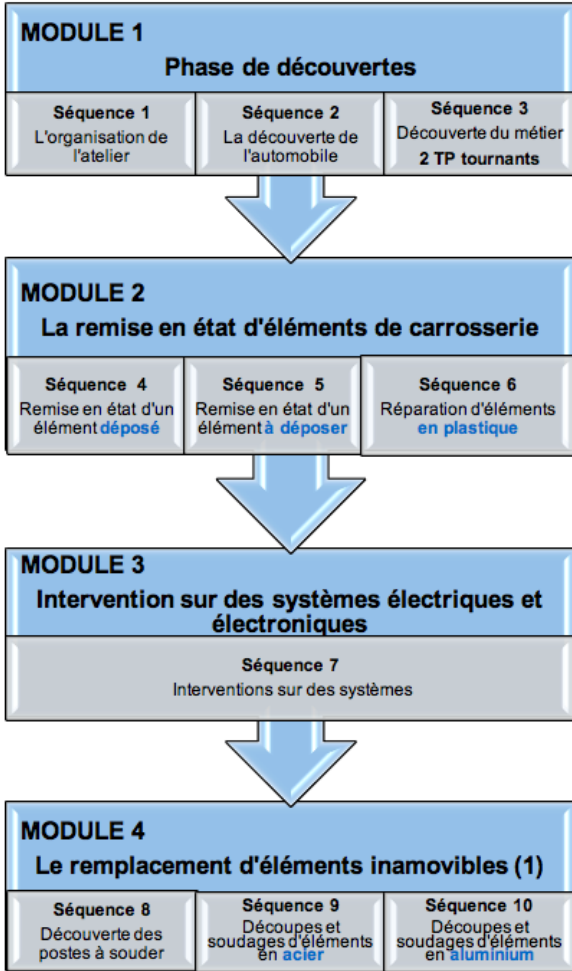 MODULE 1
Phase de découvertes
Séquence 1
L'organisation de
l'atelier
Séquence 2
La découverte de
l'automobile
Séquence 3
Découverte du métier
2 TP tournants
MODULE 2
La remise en état d'éléments de carrosserie
Séquence 4
Remise en état d'un
élément déposé
Séquence 5
Remise en état d'un
élément à déposer
Séquence 6
Réparation d'éléments
en plastique
MODULE 3
Intervention sur des systèmes électriques et
électroniques
Séquence 7
Interventions sur des systèmes
MODULE 4
Le remplacement d'éléments inamovibles (1)
Séquence 8
Découverte des
postes à souder
Séquence 9
Découpes et
soudages d'éléments
en acier
Séquence 10
Découpes et
soudages d'éléments
en aluminium